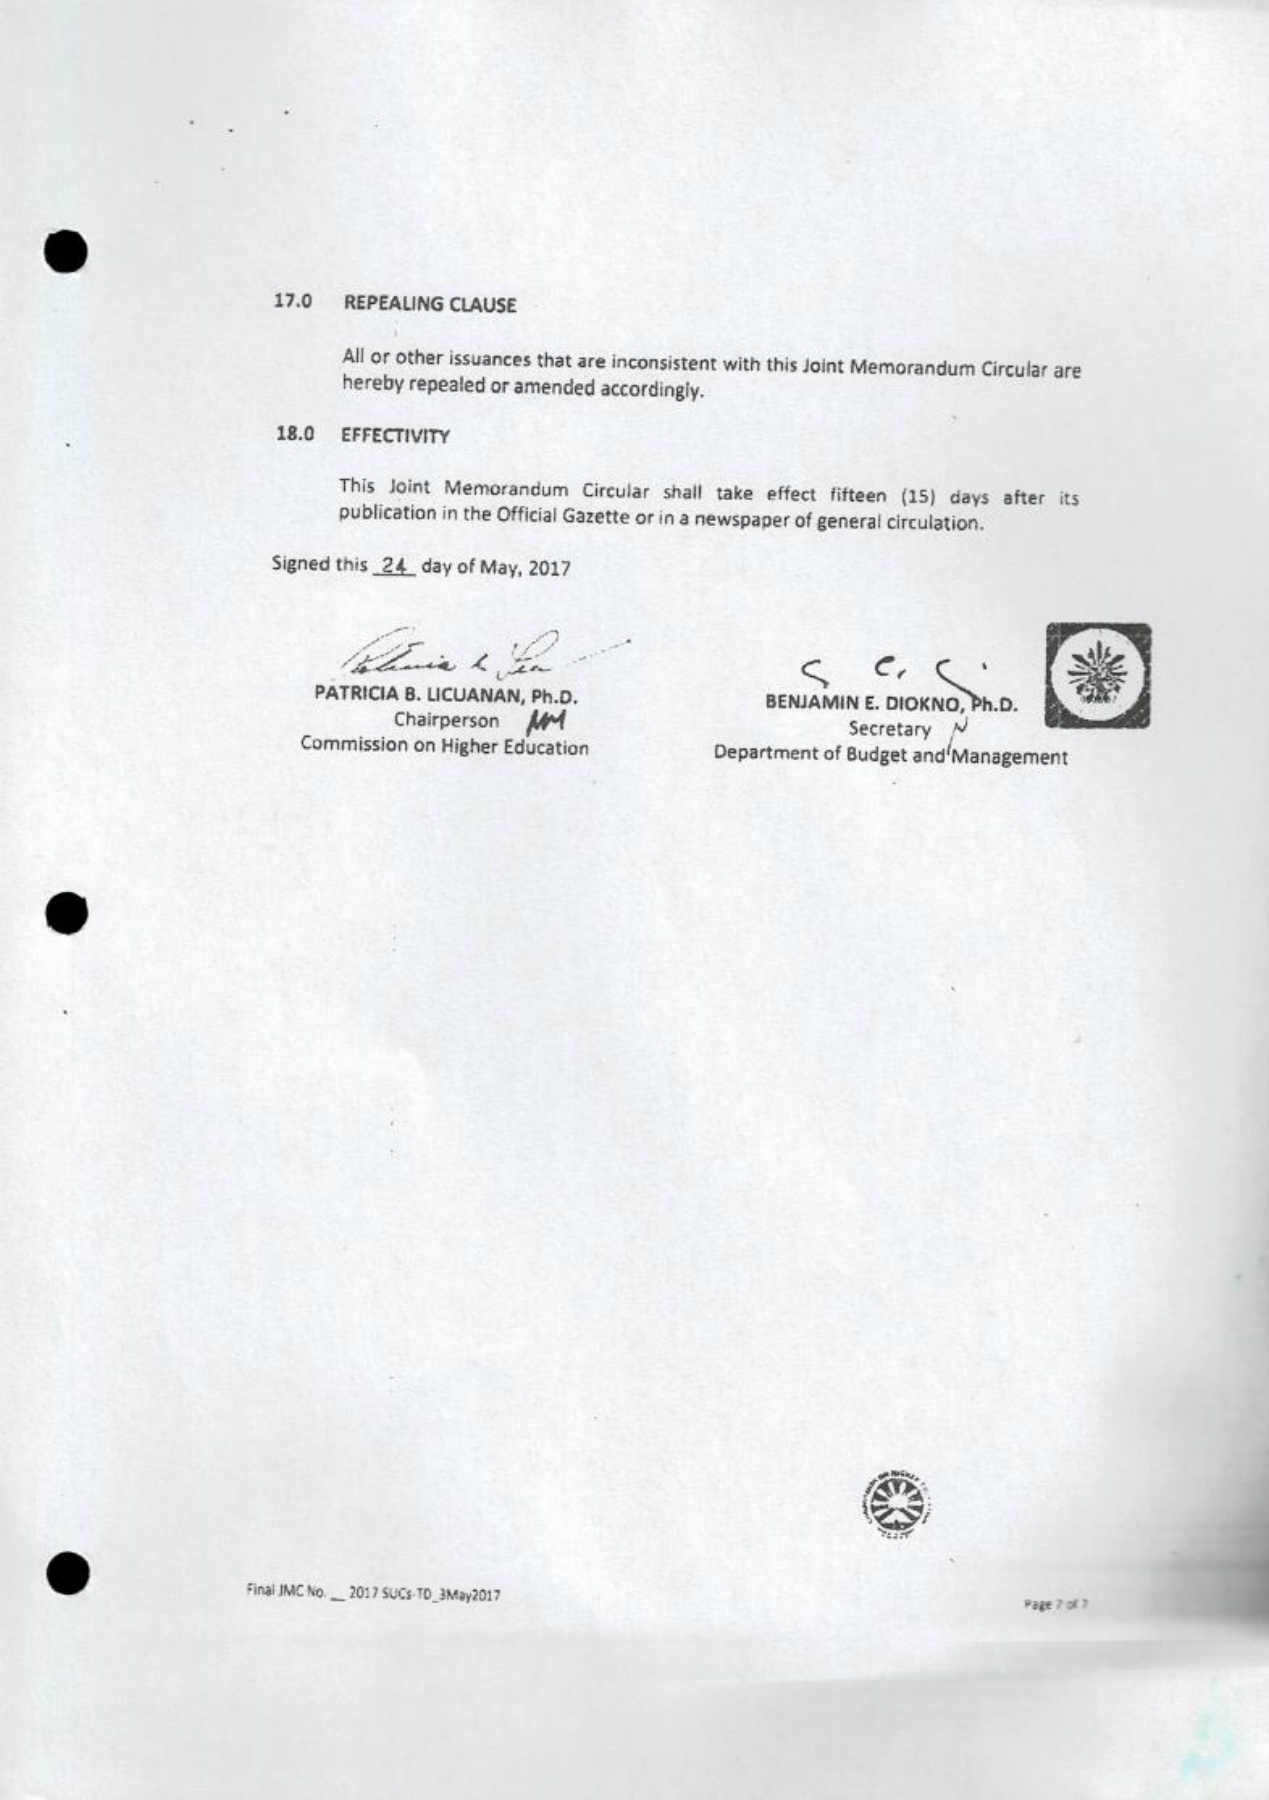 17.0 REPEALING CLAUSE
All or other issuances that are inconsistent with this Joint Memorandum Circular are
hereby repealed or amended accordingly.
18.0 EFFECTIVITY
This Joint Memorandum Circular shall take effect fifteen (15) days after its
publication in the Official Gazette or in a newspaper of general circulation.
Signed this 24 day of May, 2017
PATRICIA B. LICUANAN, Ph.D.
Chairperson
Commission on Higher Education
BENJAMIN E. DIOKNO, Ph.D.
Secretary
Department of Budget and Management
Final JMC No. __ 2017 SUCs-TD_3May2017
Page 7 of 7